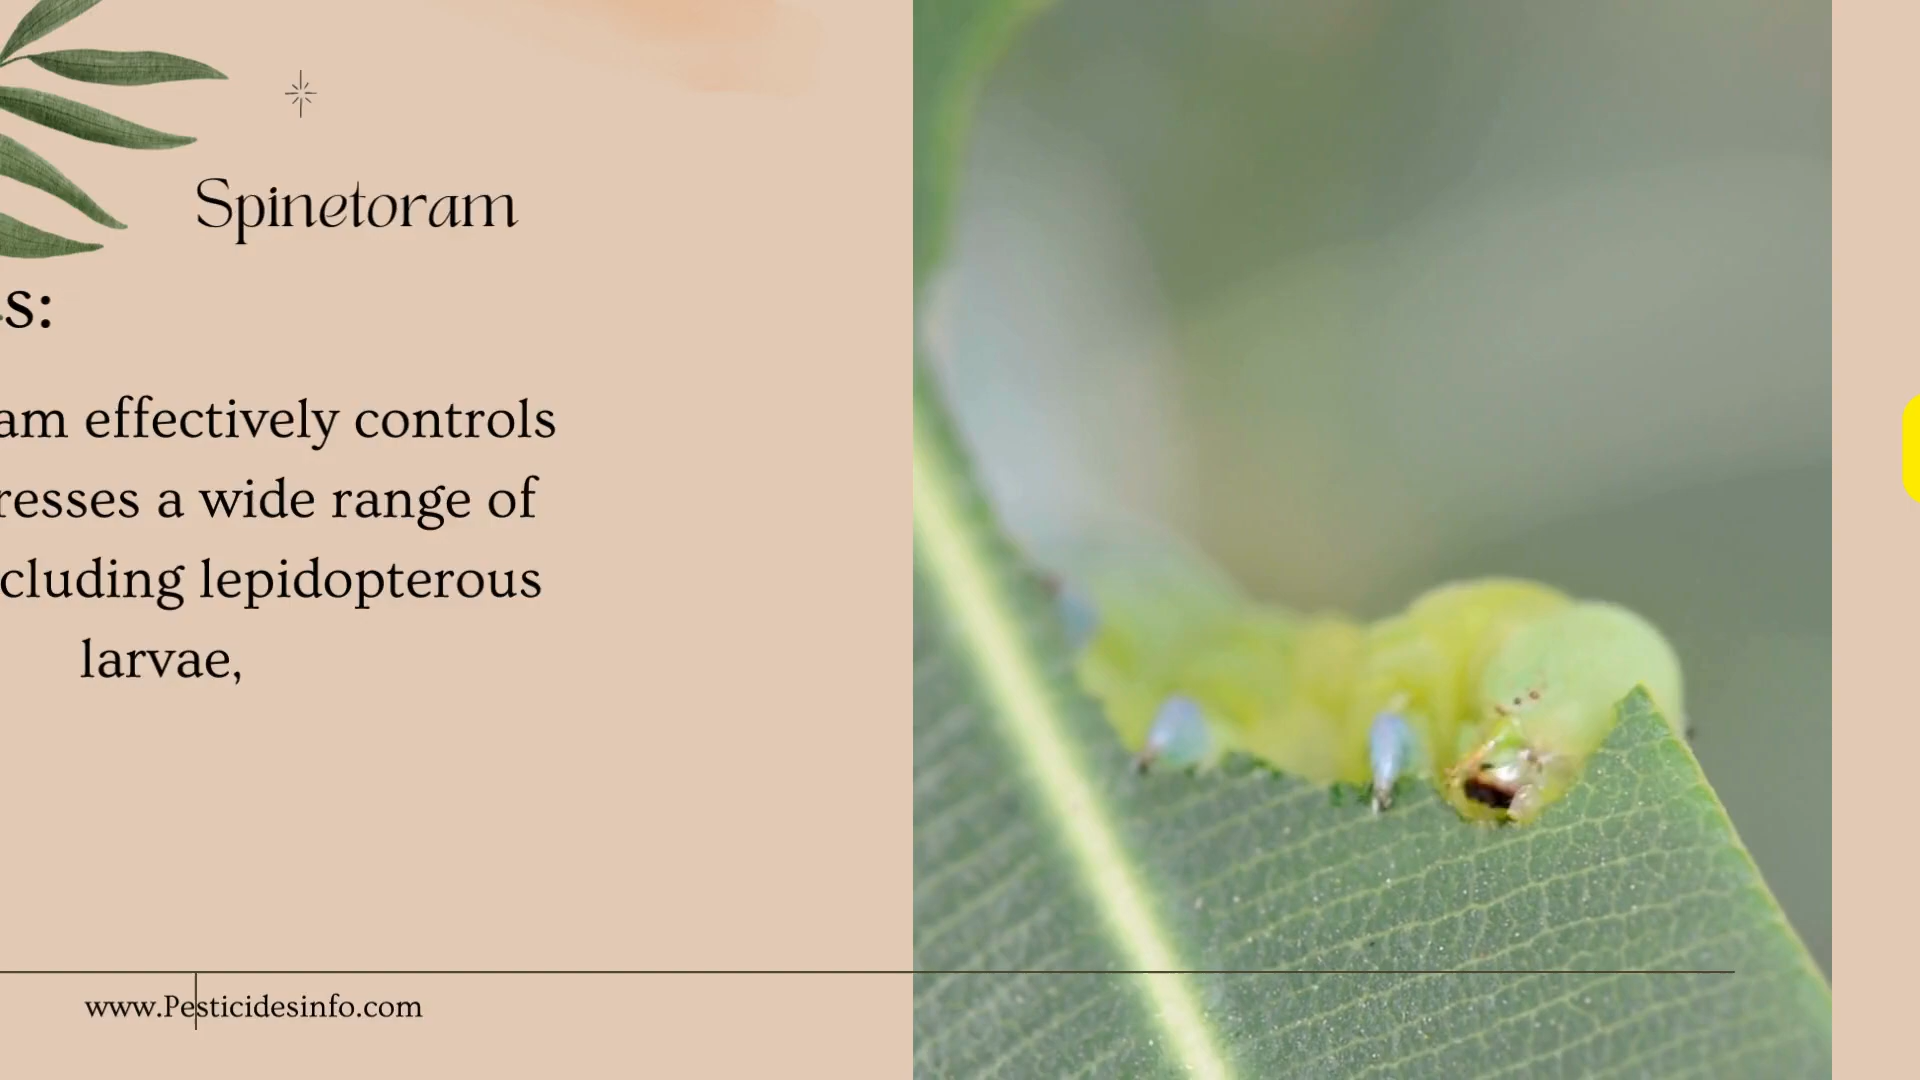 Spinetoram
s:
am effectively controls
resses a wide range of
cluding lepidopterous
larvae,
www.Pesticidesinfo.com